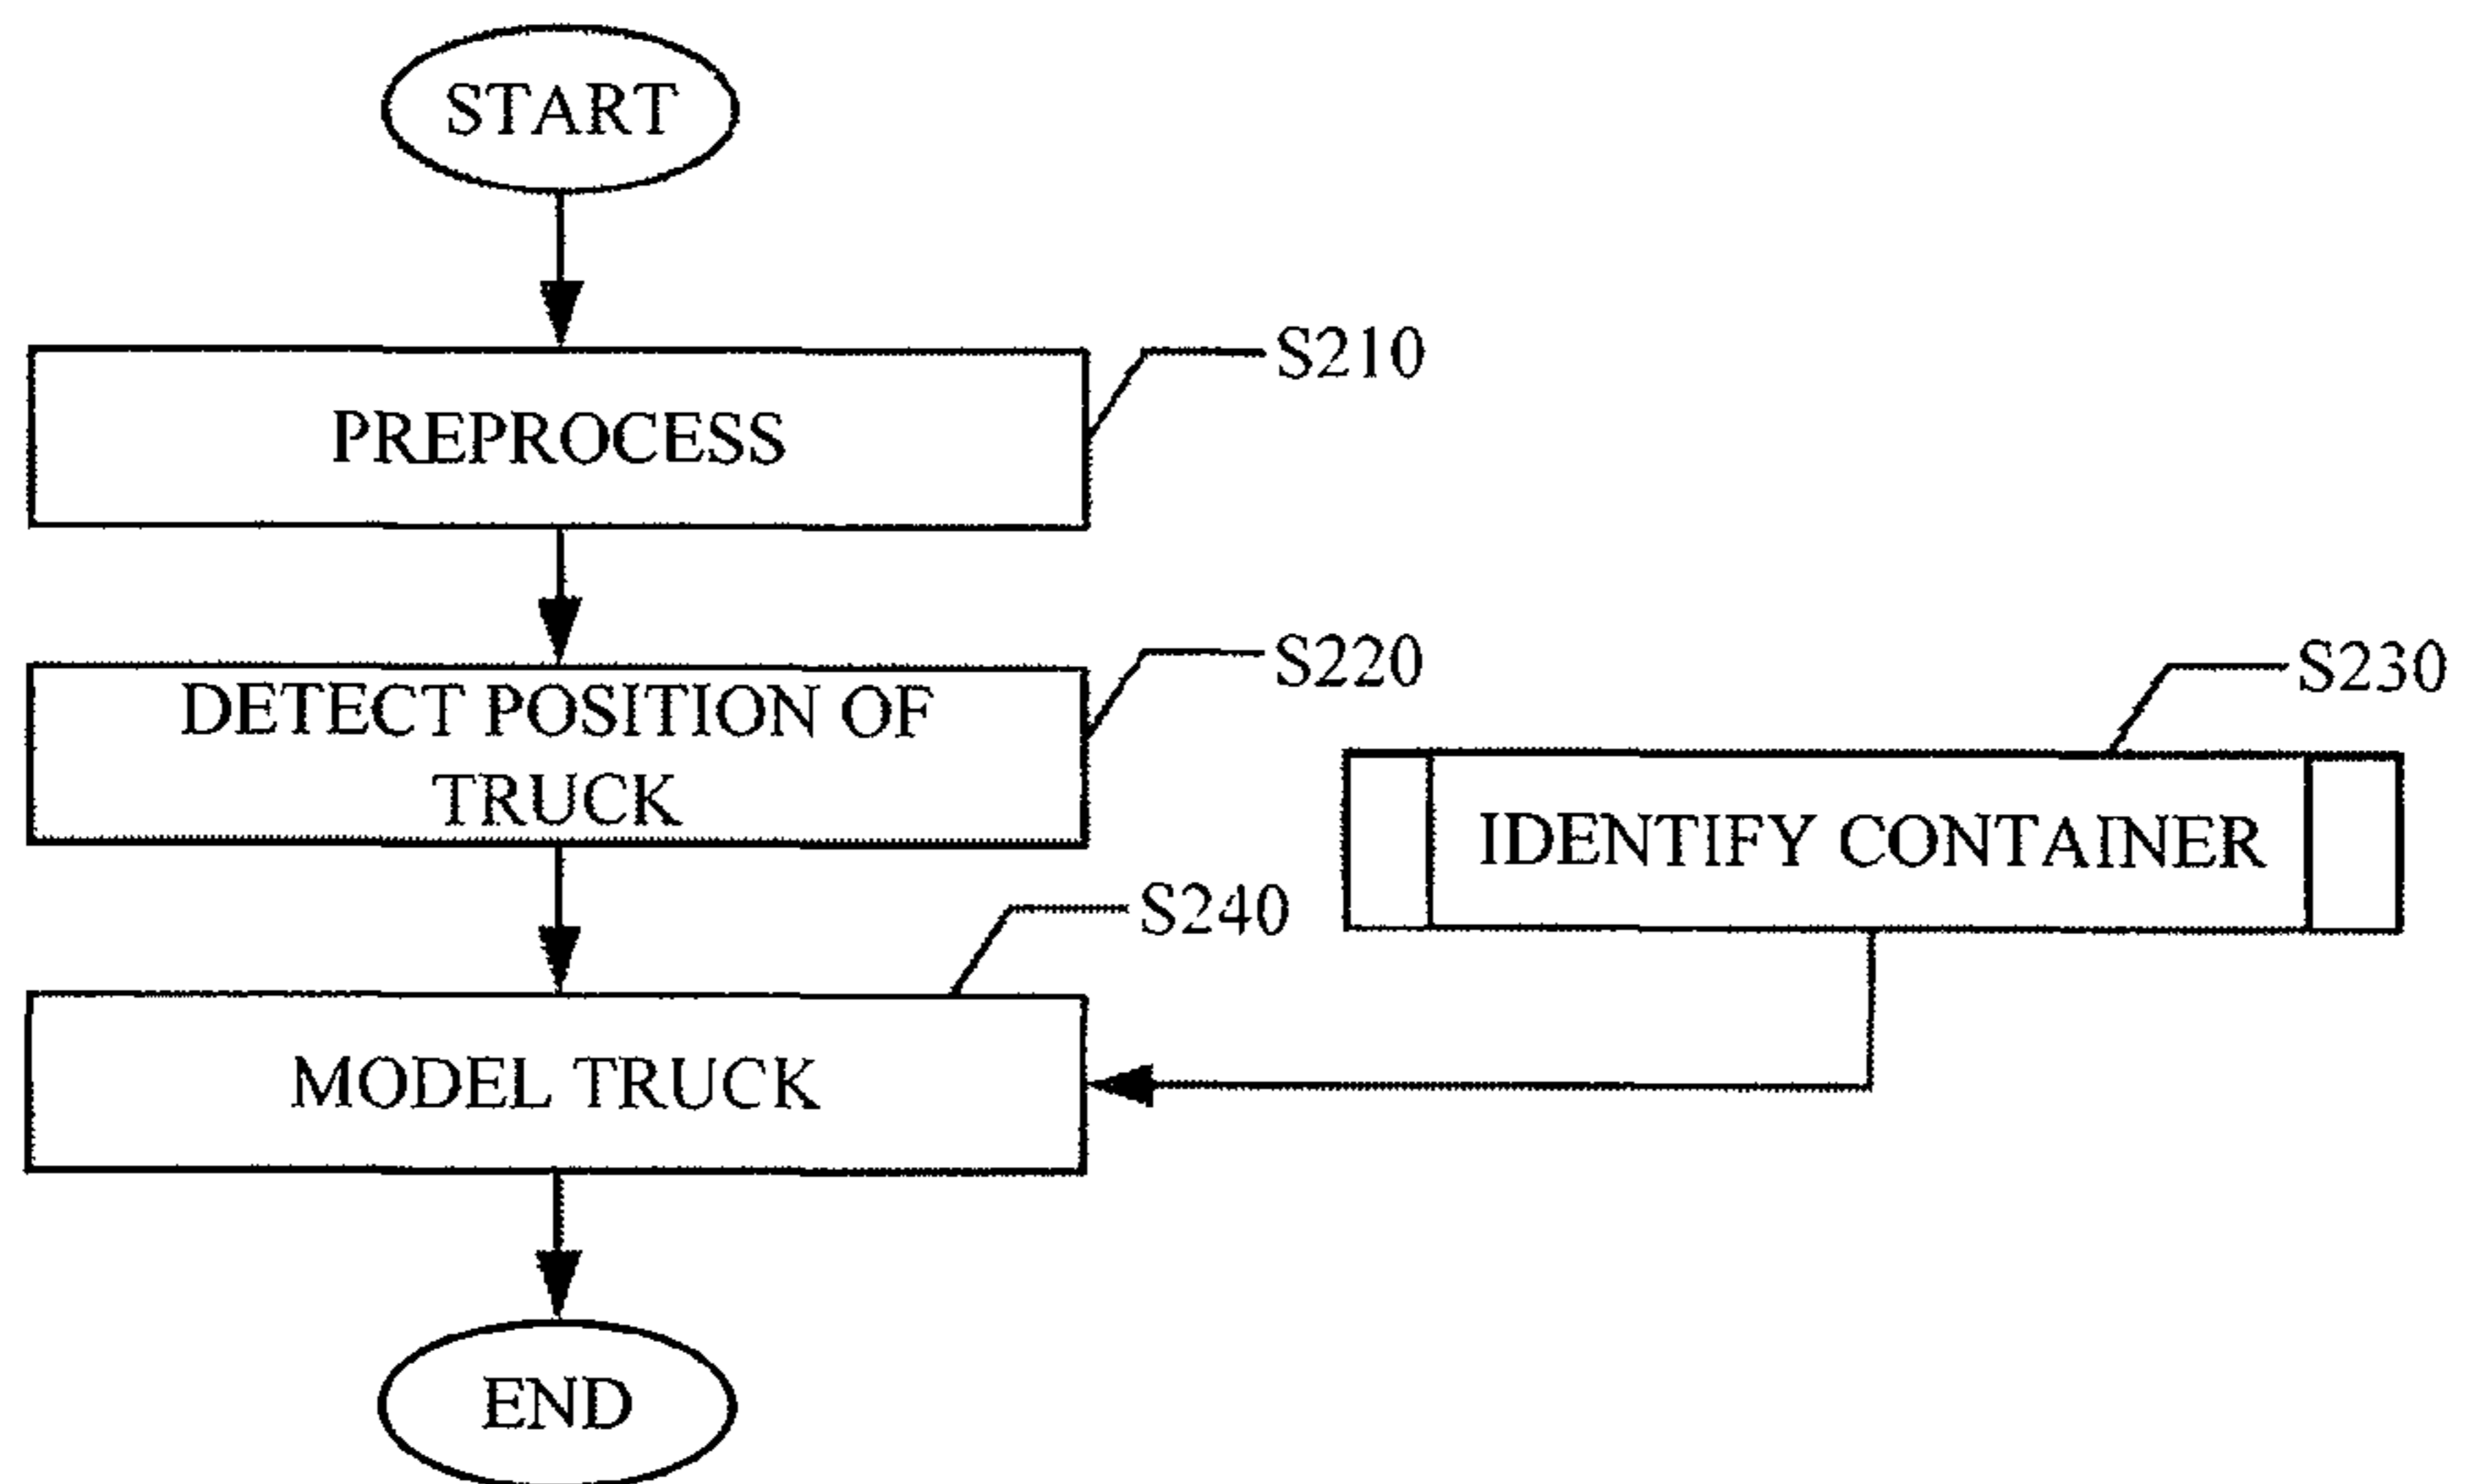 START
S210
PREPROCESS
S220
DETECT POSITION OF
TRUCK
S230
IDENTIFY CONTAINER
S240
MODEL TRUCK
END